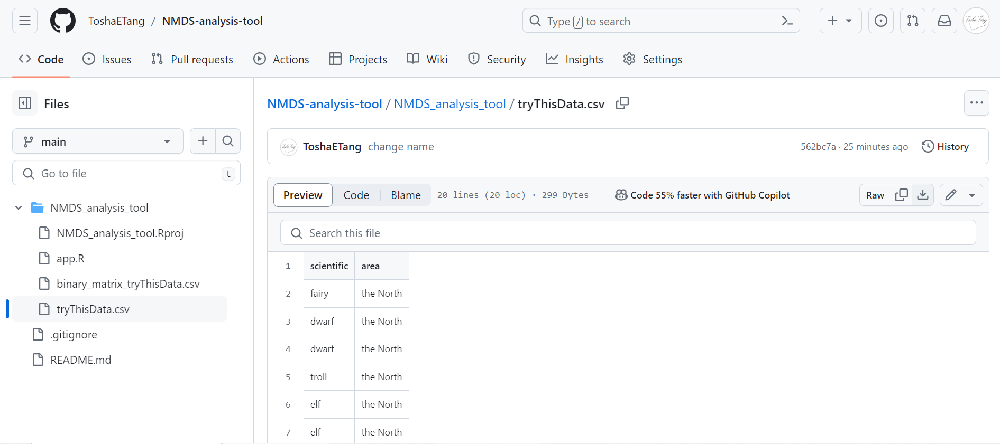 ToshaETang / NMDS-analysis-tool
Type / to search
Code Issues Pull requests Actions Projects Wiki Security Insights Settings
Files
main
Go to file t
NMDS_analysis_tool
NMDS_analysis_tool.Rproj
app.R
binary_matrix_tryThisData.csv
tryThisData.csv
.gitignore
README.md
NMDS-analysis-tool / NMDS_analysis_tool / tryThisData.csv
ToshaETang change name 562bc7a · 25 minutes ago History
Preview Code Blame 20 lines (20 loc) · 299 Bytes Code 55% faster with GitHub Copilot Raw
Search this file
1 scientific area
2 fairy the North
3 dwarf the North
4 dwarf the North
5 troll the North
6 elf the North
7 elf the North